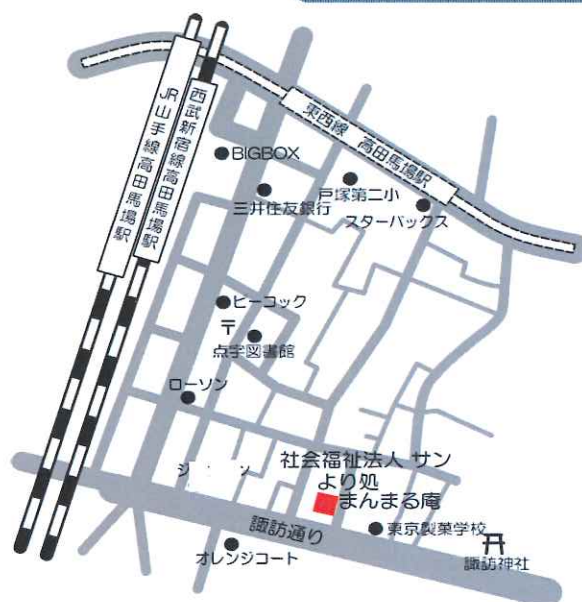 JR山手線高田馬場駅
西武新宿線高田馬場駅
東西線 高田馬場駅
BIGBOX
三井住友銀行
戸塚第二小
スターバックス
ピーコック
〒
点字図書館
ローソン
社会福祉法人 サン
より処
まんまる庵
諏訪通り
東京製菓学校
オレンジコート
諏訪神社